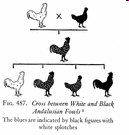 Fig. 487. Cross between White and Black
Andalusian Fowls
The blues are indicated by black figures with
white splotches